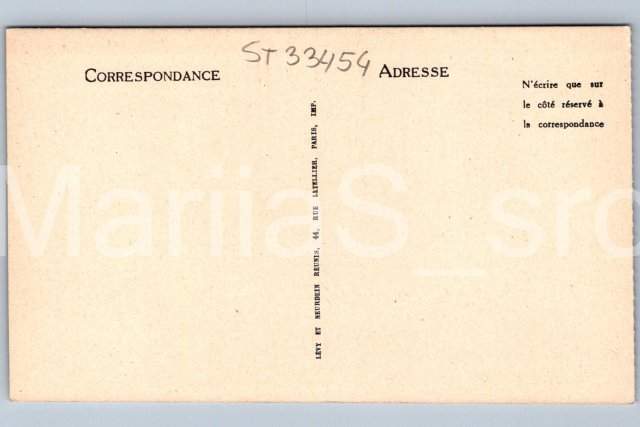 ST 33454
CORRESPONDANCE
ADRESSE
N'écrire que sur
le côté réservé à
la correspondance
LÉVY ET NEURDEIN RÉUNIS, 44, RUE LETELLIER, PARIS, IMP.
MariiaS_src